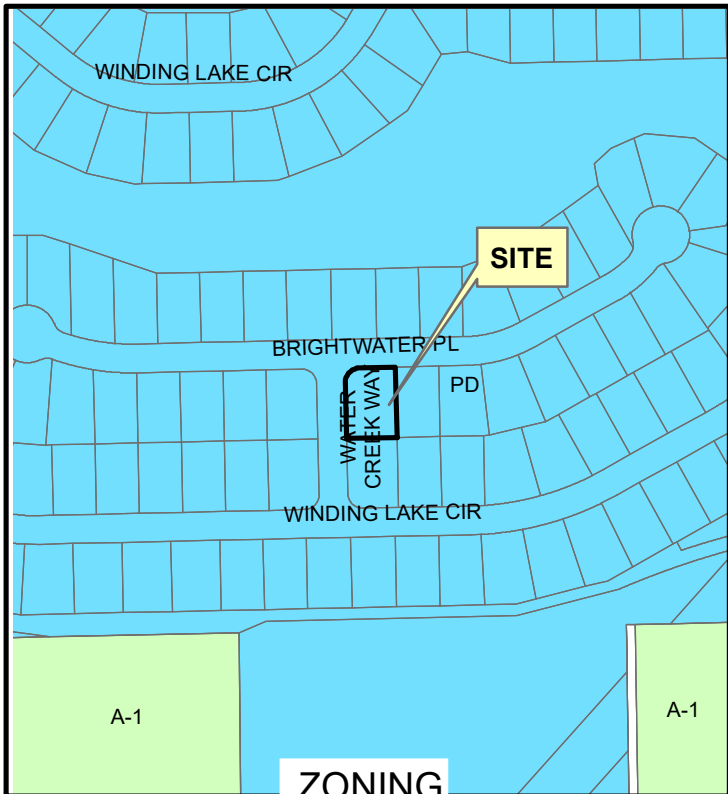 WINDING LAKE CIR
SITE
BRIGHTWATER PL
PD
WATER
CREEK WAY
WINDING LAKE CIR
A-1
A-1
ZONING